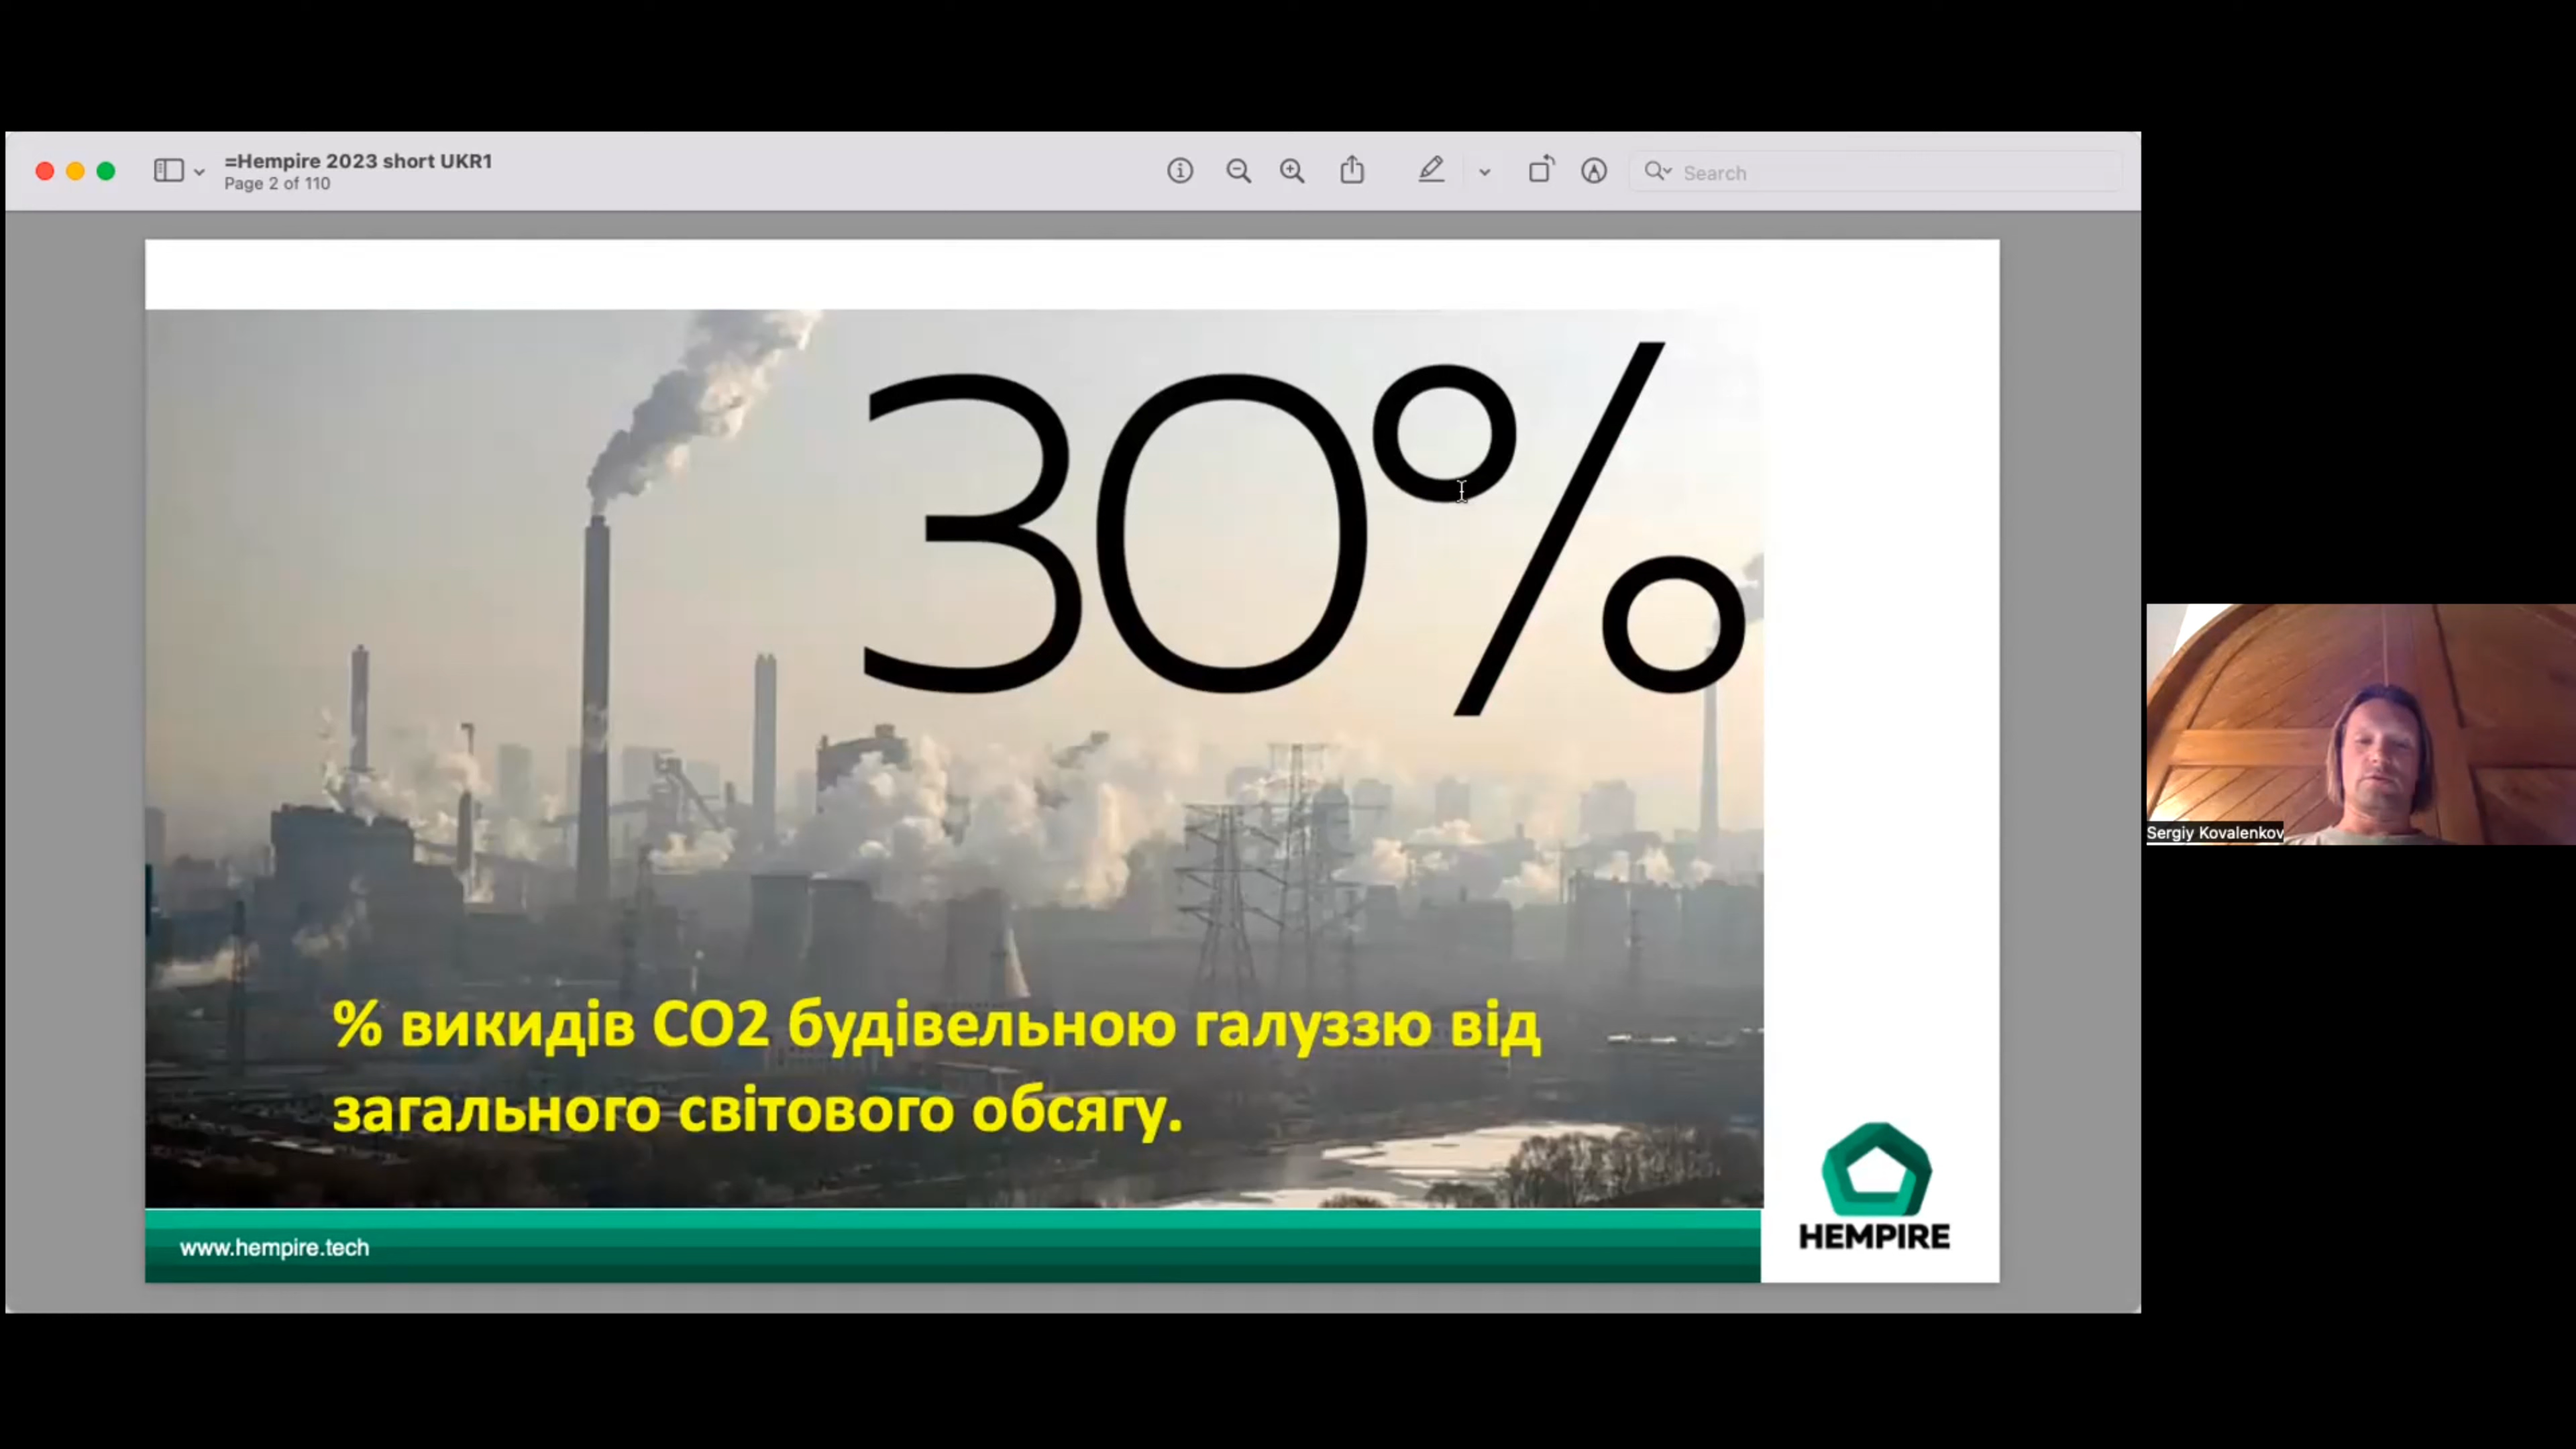 =Hempire 2023 short UKR1
Page 2 of 110
Search
30%
% викидів СО2 будівельною галуззю від
загального світового обсягу.
www.hempire.tech
HEMPIRE
Sergiy Kovalenkov